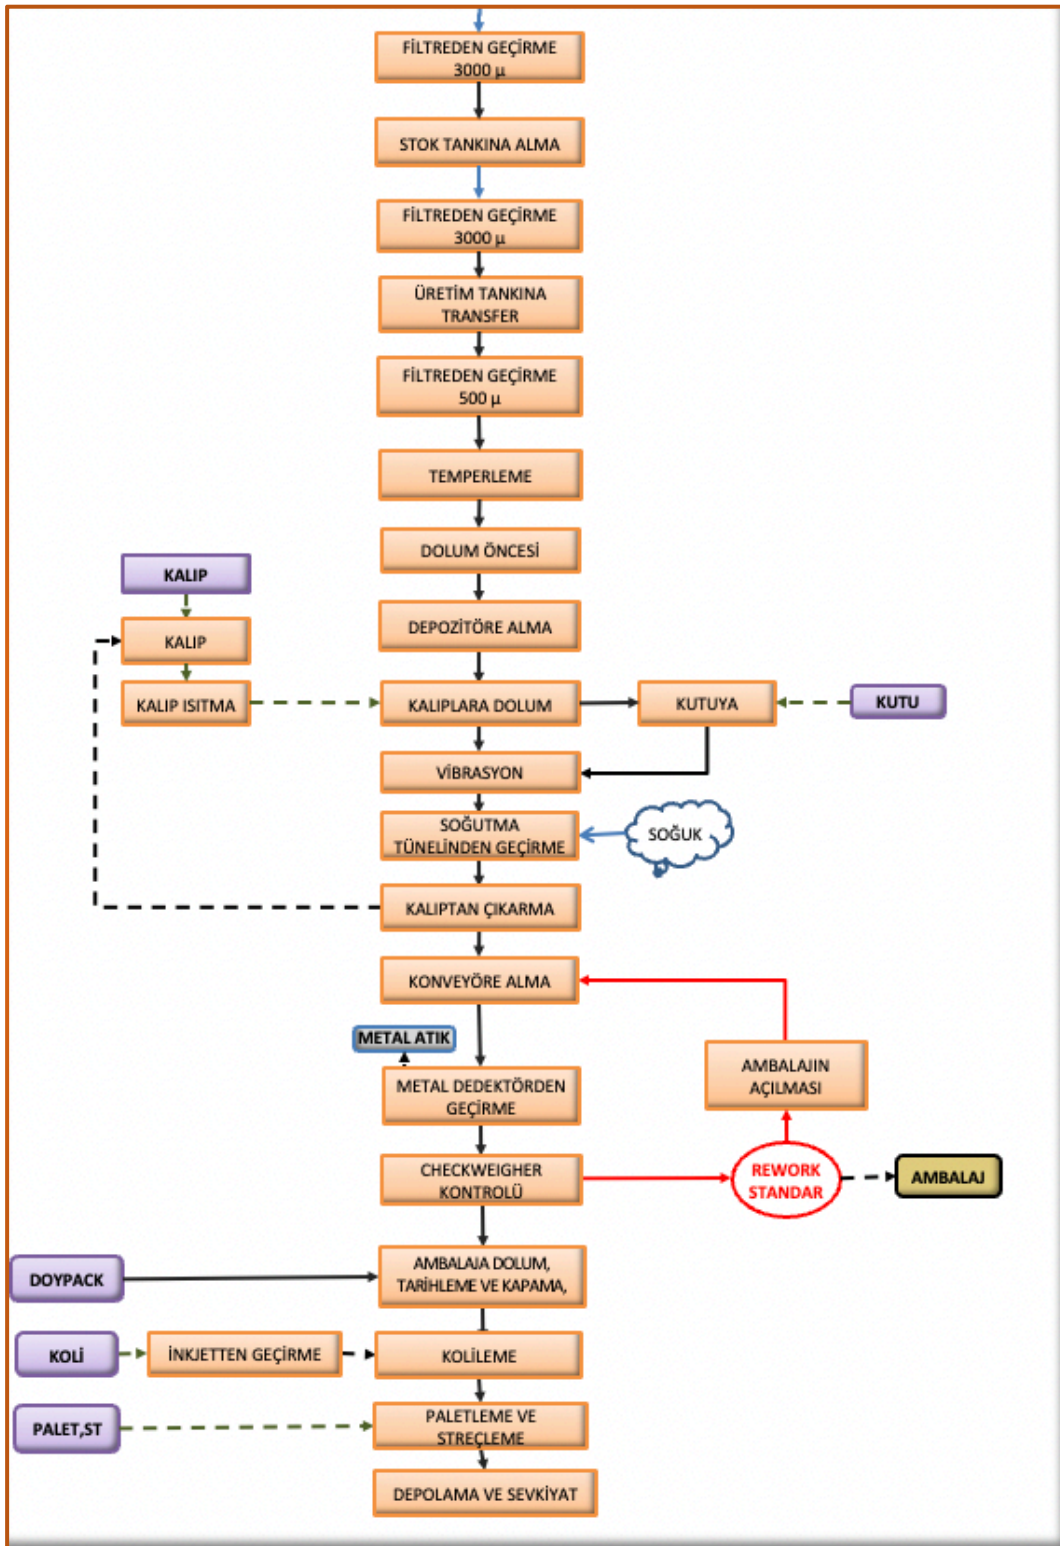 FİLTREDEN GEÇİRME
3000 µ
STOK TANKINA ALMA
FİLTREDEN GEÇİRME
3000 µ
ÜRETİM TANKINA
TRANSFER
FİLTREDEN GEÇİRME
500 µ
TEMPERLEME
DOLUM ÖNCESİ
KALIP
DEPOZİTÖRE ALMA
KALIP
KALIP ISITMA
KALIPLARA DOLUM
KUTUYA
KUTU
VİBRASYON
SOĞUTMA
TÜNELİNDEN GEÇİRME
SOĞUK
KALIPTAN ÇIKARMA
KONVEYÖRE ALMA
METAL ATIK
METAL DEDEKTÖRDEN
GEÇİRME
AMBALAJIN
AÇILMASI
CHECKWEIGHER
KONTROLÜ
REWORK
STANDAR
AMBALAJ
DOYPACK
AMBALAJA DOLUM,
TARİHLEME VE KAPAMA,
KOLİ
İNKJETTEN GEÇİRME
KOLİLEME
PALET,ST
PALETLEME VE
STREÇLEME
DEPOLAMA VE SEVKİYAT